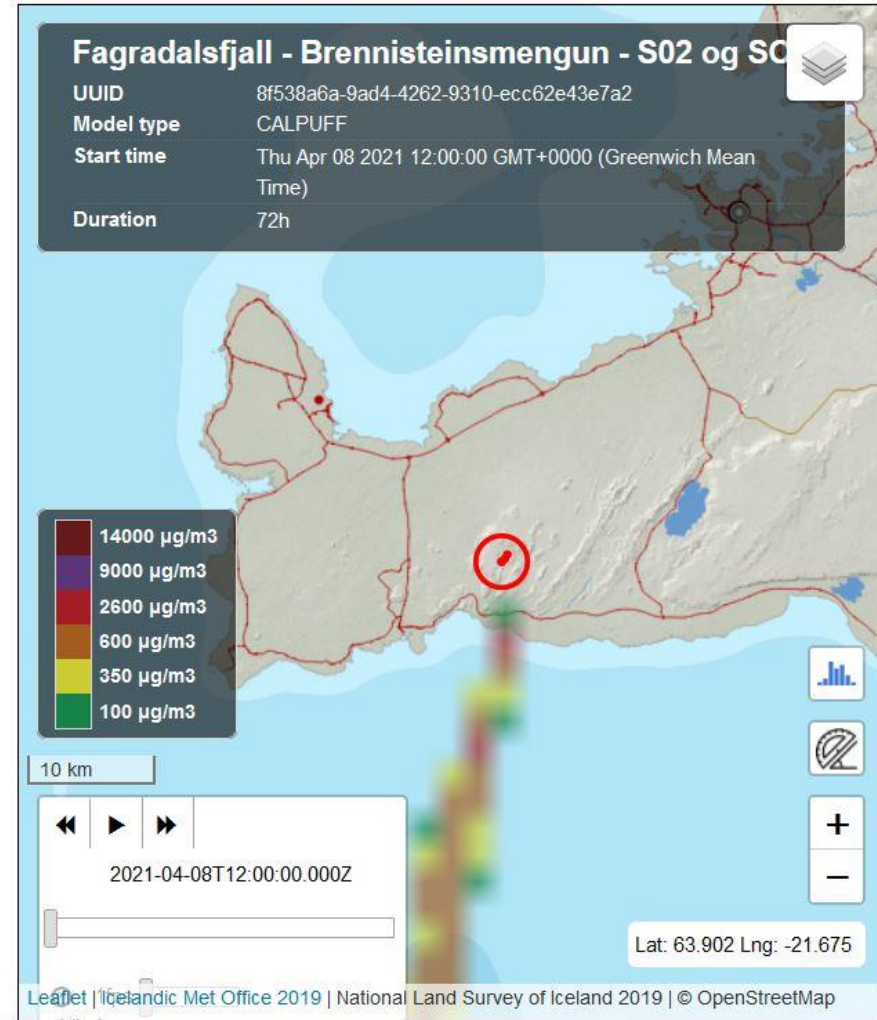 Fagradalsfjall - Brennisteinsmengun - S02 og SO
UUID 8f538a6a-9ad4-4262-9310-ecc62e43e7a2
Model type CALPUFF
Start time Thu Apr 08 2021 12:00:00 GMT+0000 (Greenwich Mean
Time)
Duration 72h
14000 µg/m3
9000 µg/m3
2600 µg/m3
600 µg/m3
350 µg/m3
100 µg/m3
10 km
2021-04-08T12:00:00.000Z
+
−
Lat: 63.902 Lng: -21.675
Leaflet | Icelandic Met Office 2019 | National Land Survey of Iceland 2019 | © OpenStreetMap